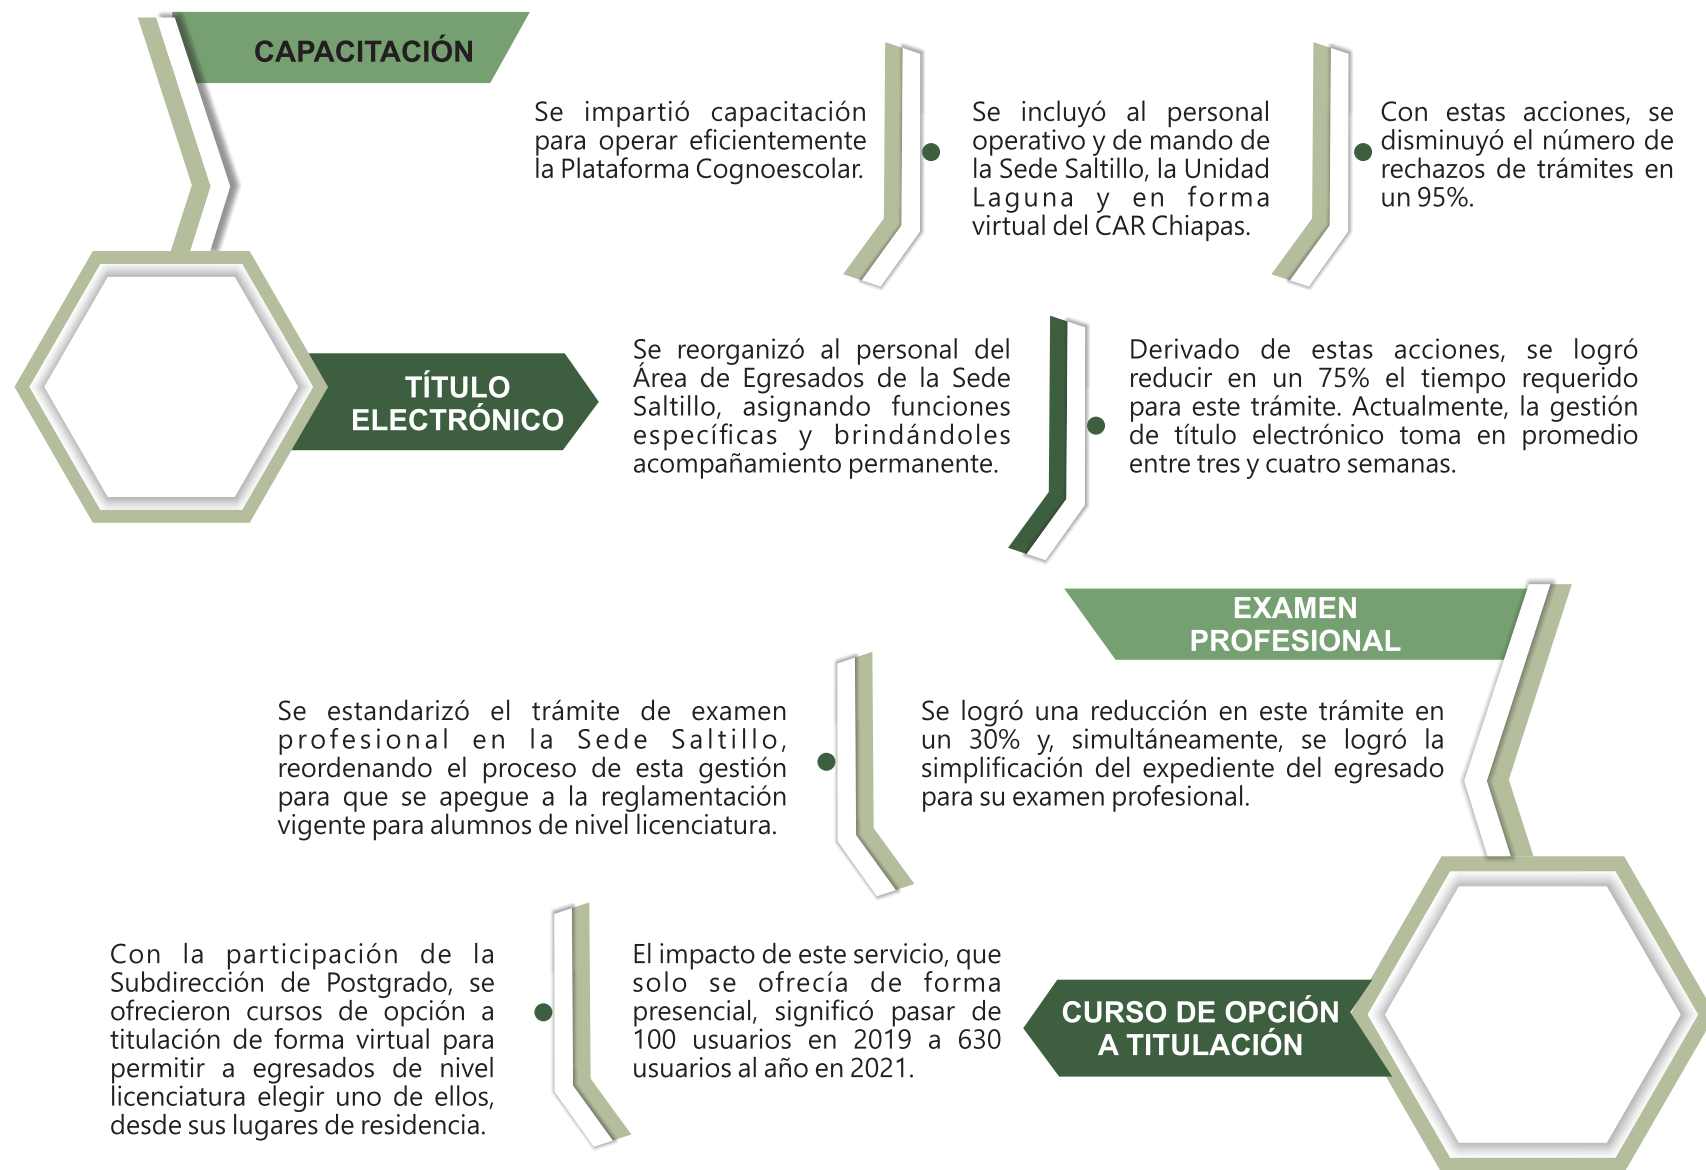 CAPACITACIÓN
Se impartió capacitación
para operar eficientemente
la Plataforma Cognoescolar.
Se incluyó al personal
operativo y de mando de
la Sede Saltillo, la Unidad
Laguna y en forma
virtual del CAR Chiapas.
Con estas acciones, se
disminuyó el número de
rechazos de trámites en
un 95%.
TÍTULO
ELECTRÓNICO
Se reorganizó al personal del
Área de Egresados de la Sede
Saltillo, asignando funciones
específicas y brindándoles
acompañamiento permanente.
Derivado de estas acciones, se logró
reducir en un 75% el tiempo requerido
para este trámite. Actualmente, la gestión
de título electrónico toma en promedio
entre tres y cuatro semanas.
EXAMEN
PROFESIONAL
Se estandarizó el trámite de examen
profesional en la Sede Saltillo,
reordenando el proceso de esta gestión
para que se apegue a la reglamentación
vigente para alumnos de nivel licenciatura.
Se logró una reducción en este trámite en
un 30% y, simultáneamente, se logró la
simplificación del expediente del egresado
para su examen profesional.
Con la participación de la
Subdirección de Postgrado, se
ofrecieron cursos de opción a
titulación de forma virtual para
permitir a egresados de nivel
licenciatura elegir uno de ellos,
desde sus lugares de residencia.
El impacto de este servicio, que
solo se ofrecía de forma
presencial, significó pasar de
100 usuarios en 2019 a 630
usuarios al año en 2021.
CURSO DE OPCIÓN
A TITULACIÓN